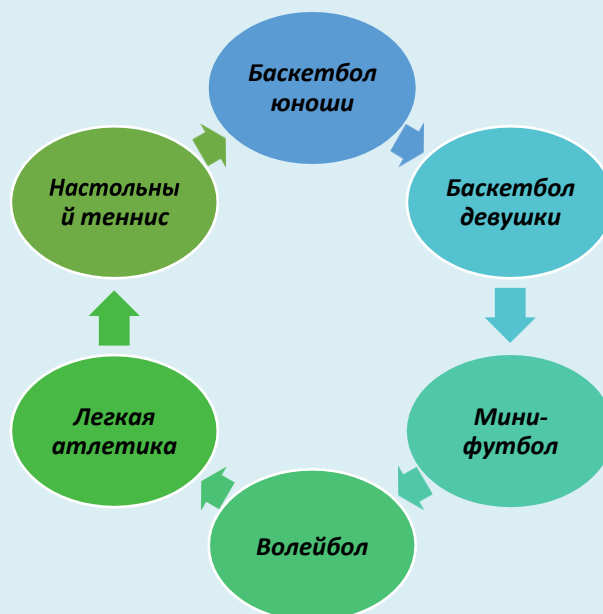 Баскетбол
юноши
Баскетбол
девушки
Мини-
футбол
Волейбол
Легкая
атлетика
Настольны
й теннис